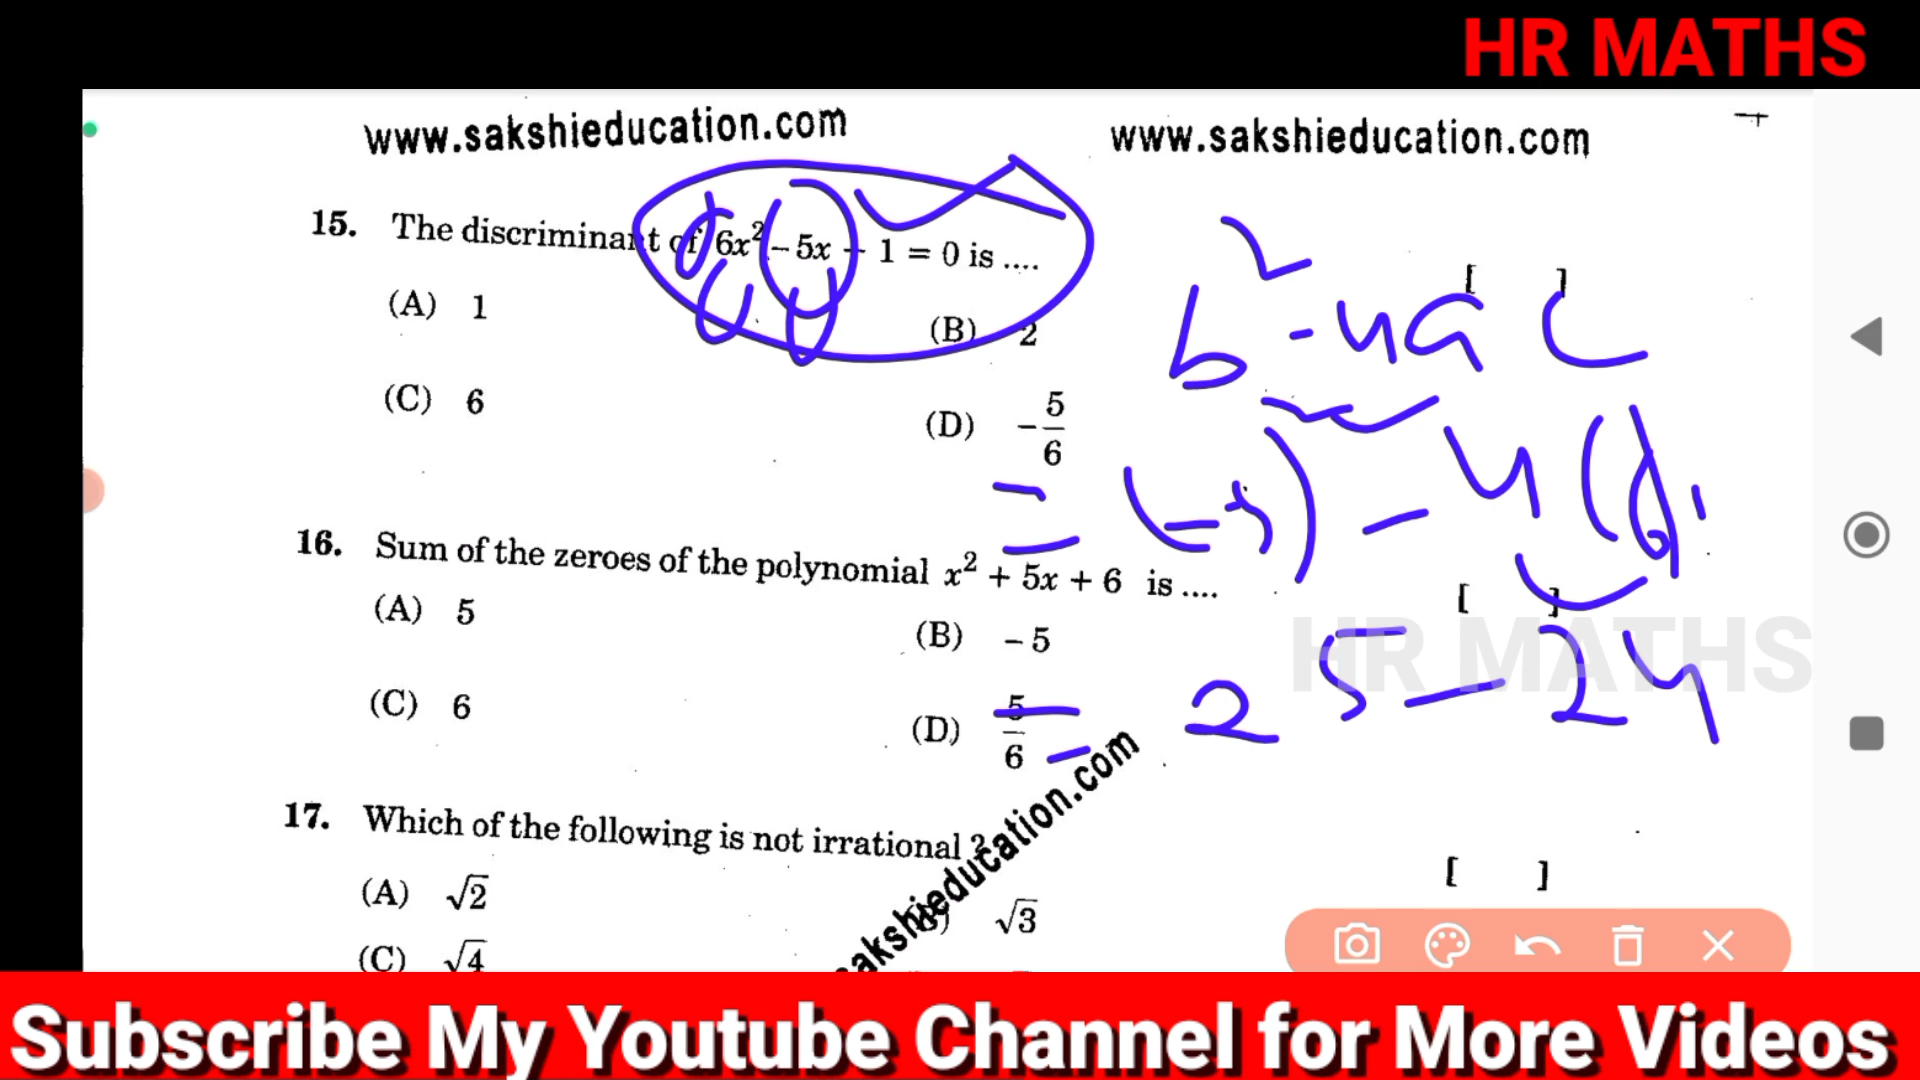 HR MATHS
www.sakshieducation.com www.sakshieducation.com
15. The discriminant of 6x² – 5x + 1 = 0 is .... [ ]
(A) 1 (B) 2
(C) 6 (D) –5/6
b² - 4ac
= (-5)² - 4(6)1
= 25 - 24
16. Sum of the zeroes of the polynomial x² + 5x + 6 is .... [ ]
(A) 5 (B) – 5
(C) 6 (D) 5/6
HR MATHS
17. Which of the following is not irrational ? [ ]
(A) √2 (B) √3
(C) √4
sakshieducation.com
Subscribe My Youtube Channel for More Videos